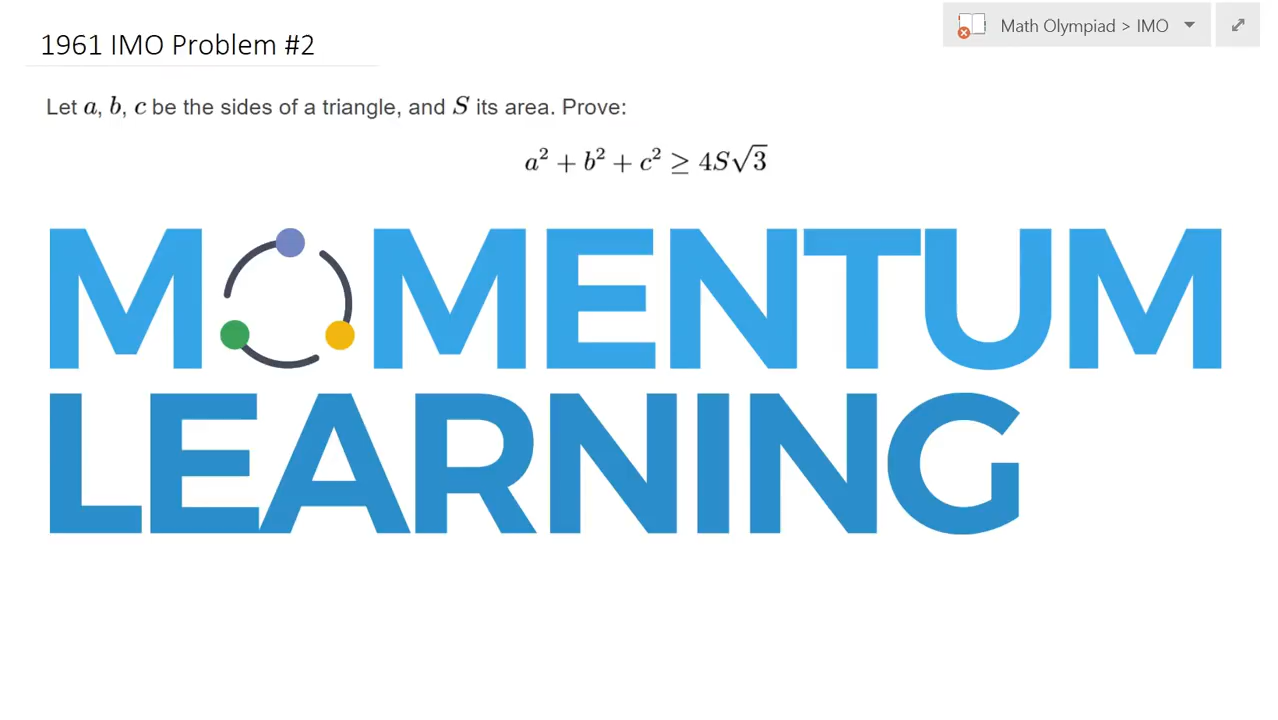 1961 IMO Problem #2
Math Olympiad > IMO
Let a, b, c be the sides of a triangle, and S its area. Prove:
a² + b² + c² ≥ 4S√3
MOMENTUM
LEARNING